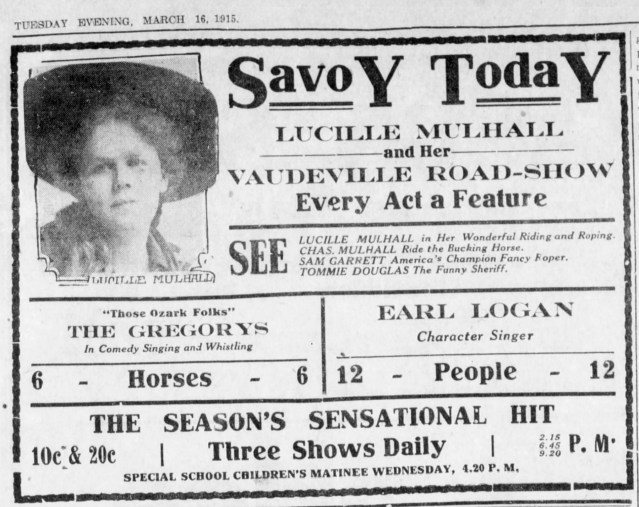 TUESDAY EVENING, MARCH 16, 1915.
SavoY TodaY
LUCILLE MULHALL
and Her
VAUDEVILLE ROAD-SHOW
Every Act a Feature
LUCILLE MULHALL
SEE
LUCILLE MULHALL in Her Wonderful Riding and Roping.
CHAS. MULHALL Ride the Bucking Horse.
SAM GARRETT America's Champion Fancy Roper.
TOMMIE DOUGLAS The Funny Sheriff.
"Those Ozark Folks"
THE GREGORYS
In Comedy Singing and Whistling
6 - Horses - 6
EARL LOGAN
Character Singer
12 - People - 12
THE SEASON'S SENSATIONAL HIT
10c & 20c | Three Shows Daily | 2.15 6.45 9.20 P. M.
SPECIAL SCHOOL CHILDREN'S MATINEE WEDNESDAY, 4.20 P. M,